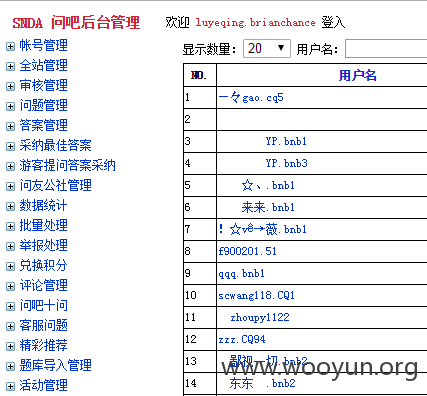 SNDA 问吧后台管理
欢迎 luyeqing.brianchance 登入
帐号管理
全站管理
审核管理
问题管理
答案管理
采纳最佳答案
游客提问答案采纳
问友公社管理
数据统计
批量处理
举报处理
兑换积分
评论管理
问吧十问
客服问题
精彩推荐
题库导入管理
活动管理
显示数量: 20 用户名:
NO. 用户名
1 一々gao.cq5
2
3 YP.bnb1
4 YP.bnb3
5 ☆ヽ.bnb1
6 来来.bnb1
7 .bnb1
8 f900201.51
9 qqq.bnb1
10 scwang118.CQ1
11 zhoupy1122
12 zzz.CQ94
13 鄙视一切.bnb2
14 东东 .bnb2
www.wooyun.org